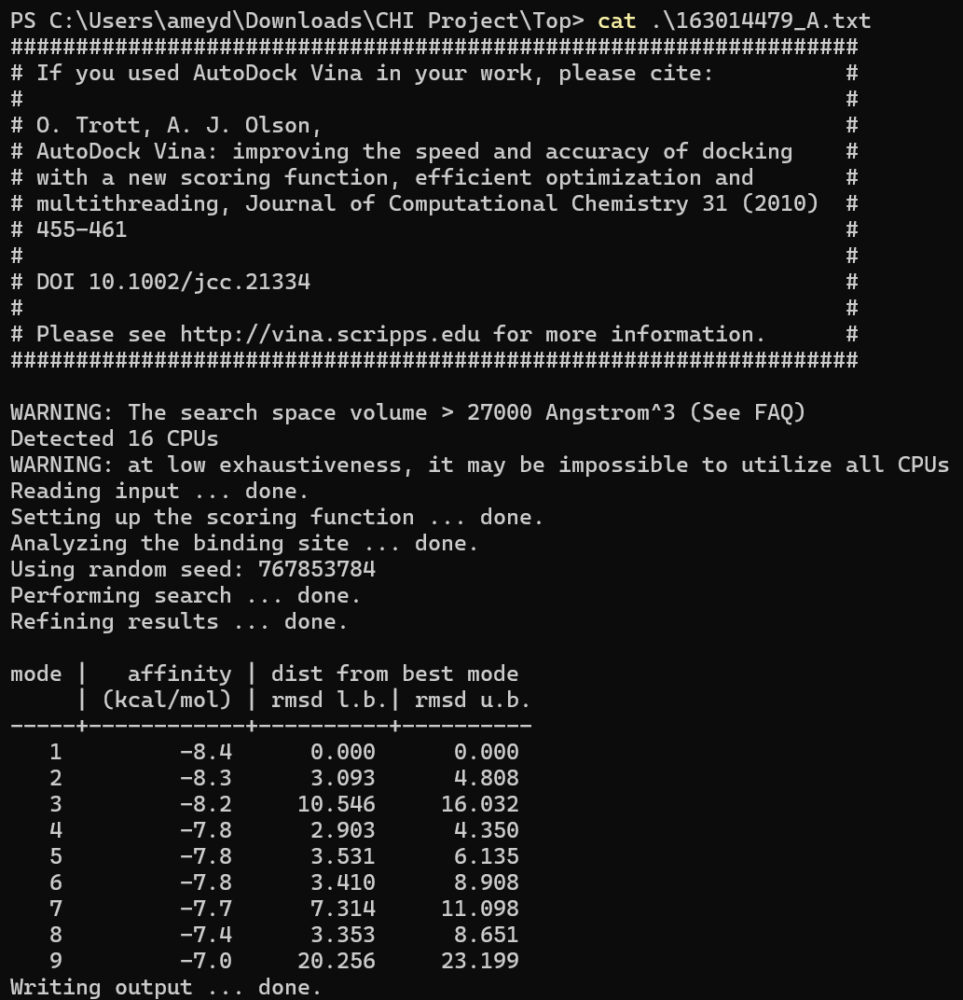 PS C:\Users\ameyd\Downloads\CHI Project\Top> cat .\163014479_A.txt
#################################################################
# If you used AutoDock Vina in your work, please cite:          #
#                                                               #
# O. Trott, A. J. Olson,                                        #
# AutoDock Vina: improving the speed and accuracy of docking    #
# with a new scoring function, efficient optimization and       #
# multithreading, Journal of Computational Chemistry 31 (2010)  #
# 455-461                                                       #
#                                                               #
# DOI 10.1002/jcc.21334                                         #
#                                                               #
# Please see http://vina.scripps.edu for more information.      #
#################################################################

WARNING: The search space volume > 27000 Angstrom^3 (See FAQ)
Detected 16 CPUs
WARNING: at low exhaustiveness, it may be impossible to utilize all CPUs
Reading input ... done.
Setting up the scoring function ... done.
Analyzing the binding site ... done.
Using random seed: 767853784
Performing search ... done.
Refining results ... done.

mode |   affinity | dist from best mode
     | (kcal/mol) | rmsd l.b.| rmsd u.b.
-----+------------+----------+----------
   1         -8.4      0.000      0.000
   2         -8.3      3.093      4.808
   3         -8.2     10.546     16.032
   4         -7.8      2.903      4.350
   5         -7.8      3.531      6.135
   6         -7.8      3.410      8.908
   7         -7.7      7.314     11.098
   8         -7.4      3.353      8.651
   9         -7.0     20.256     23.199
Writing output ... done.